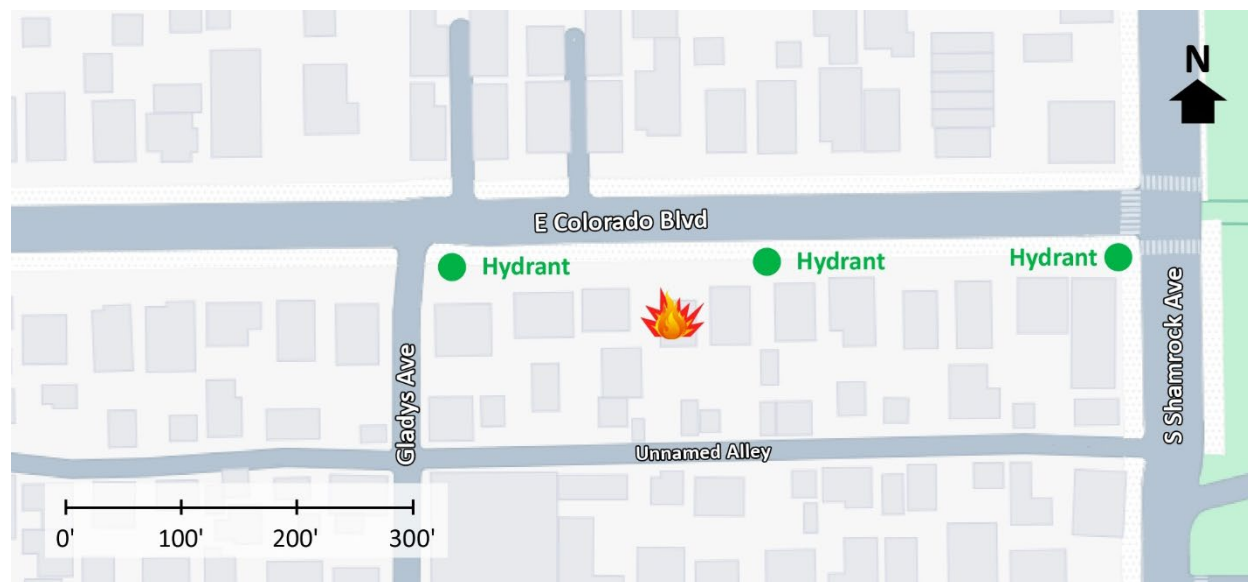 N
E Colorado Blvd
Hydrant
Hydrant
Hydrant
S Shamrock Ave
Gladys Ave
Unnamed Alley
0' 100' 200' 300'